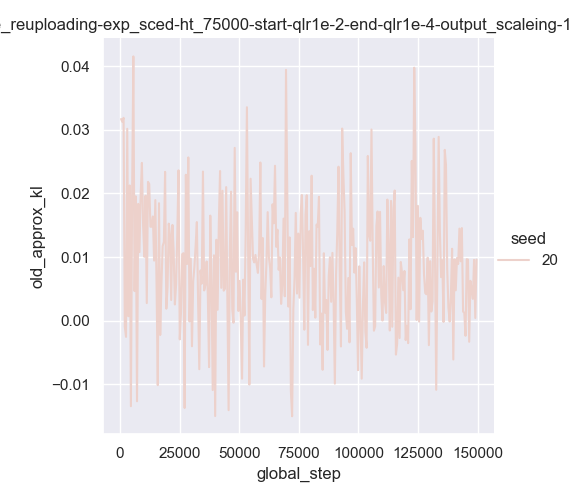 _reuploading-exp_sced-ht_75000-start-qlr1e-2-end-qlr1e-4-output_scaleing-1
0.04
0.03
0.02
0.01
0.00
−0.01
old_approx_kl
0 25000 50000 75000 100000 125000 150000
global_step
seed
20